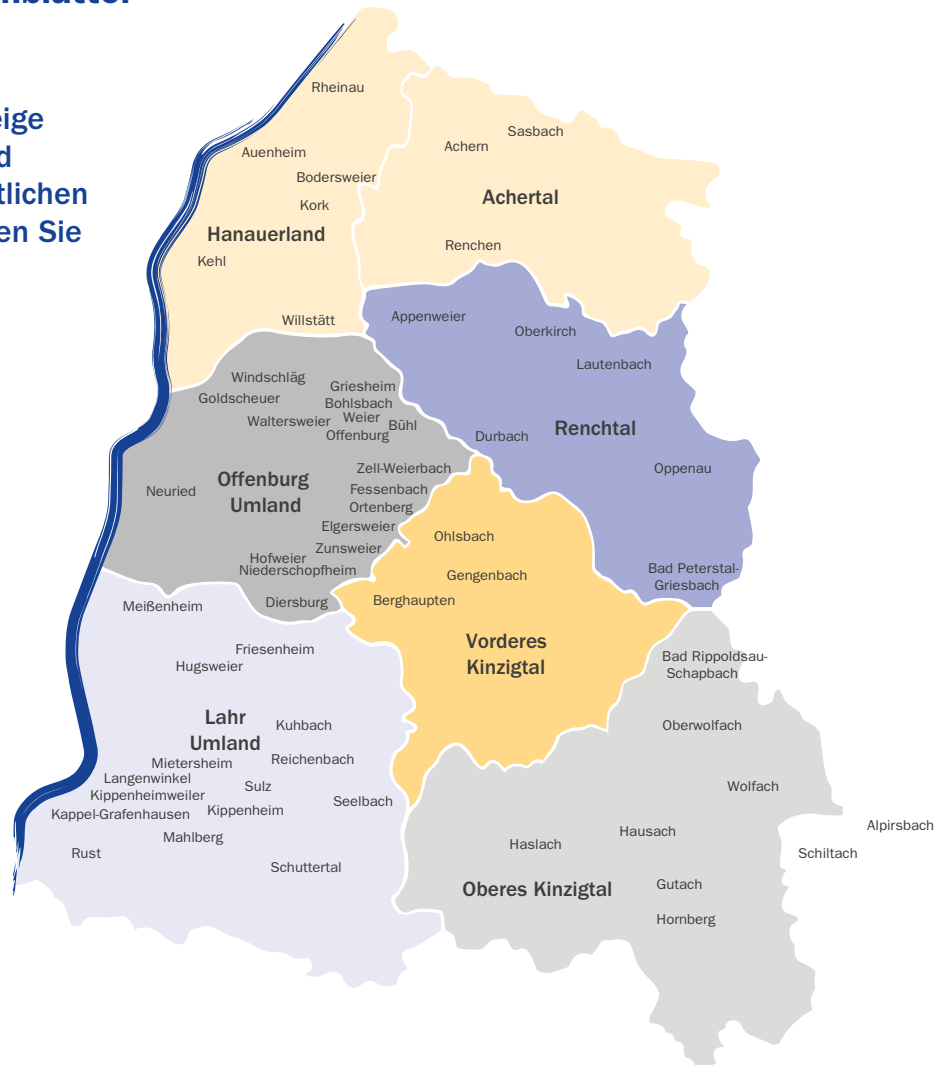 eige
tlichen
en Sie
Rheinau
Sasbach
Achern
Auenheim
Bodersweier
Achertal
Kork
Hanauerland
Renchen
Kehl
Appenweier
Willstätt
Oberkirch
Lautenbach
Windschläg
Griesheim
Goldscheuer
Bohlsbach
Waltersweier
Weier
Bühl
Offenburg
Durbach
Renchtal
Zell-Weierbach
Oppenau
Offenburg
Umland
Neuried
Fessenbach
Ortenberg
Elgersweier
Ohlsbach
Zunsweier
Hofweier
Niederschopfheim
Gengenbach
Bad Peterstal-
Griesbach
Diersburg
Berghaupten
Meißenheim
Vorderes
Kinzigtal
Friesenheim
Hugsweier
Bad Rippoldsau-
Schapbach
Lahr
Umland
Kuhbach
Oberwolfach
Mietersheim
Reichenbach
Langenwinkel
Sulz
Wolfach
Kippenheimweiler
Seelbach
Kappel-Grafenhausen
Kippenheim
Alpirsbach
Mahlberg
Hausach
Haslach
Rust
Schiltach
Schuttertal
Gutach
Oberes Kinzigtal
Hornberg